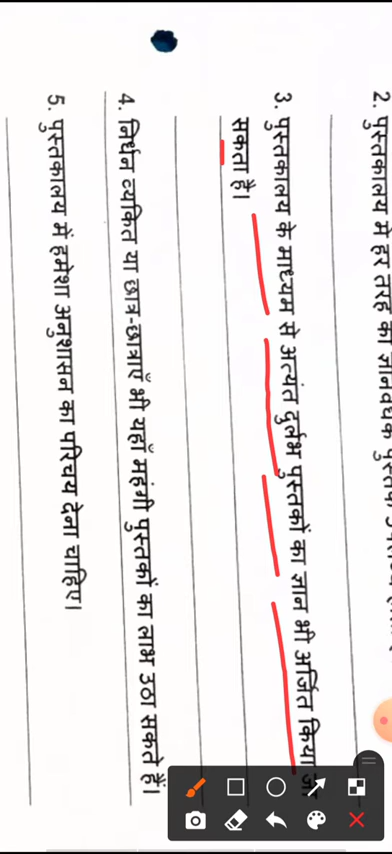 2. पुस्तकालय में हर तरह की ज्ञानवर्धक
3. पुस्तकालय के माध्यम से अत्यंत दुर्लभ पुस्तकों का ज्ञान भी अर्जित किया जा
सकता है।
4. निर्धन व्यकित या छात्र-छात्राएँ भी यहाँ महंगी पुस्तकों का लाभ उठा सकते हैं।
5. पुस्तकालय में हमेशा अनुशासन का परिचय देना चाहिए।